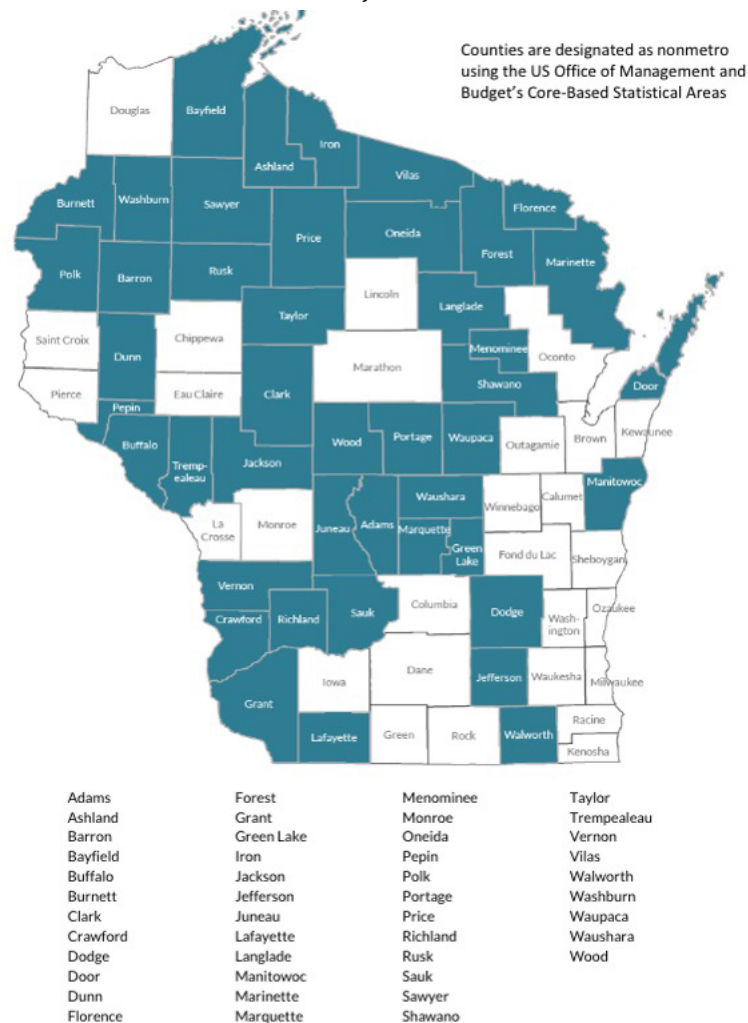 Counties are designated as nonmetro
using the US Office of Management and
Budget's Core-Based Statistical Areas
Douglas
Bayfield
Ashland
Iron
Vilas
Burnett
Washburn
Sawyer
Price
Oneida
Florence
Forest
Marinette
Polk
Barron
Rusk
Lincoln
Langlade
Taylor
Saint Croix
Chippewa
Dunn
Menominee
Oconto
Marathon
Shawano
Pierce
Eau Claire
Clark
Door
Pepin
Buffalo
Tremp-
ealeau
Jackson
Wood
Portage
Waupaca
Outagamie
Brown
Kewaunee
Manitowoc
La
Crosse
Monroe
Juneau
Adams
Waushara
Marquette
Green
Lake
Winnebago
Calumet
Fond du Lac
Sheboygan
Vernon
Crawford
Richland
Sauk
Columbia
Dodge
Wash-
ington
Ozaukee
Grant
Iowa
Dane
Jefferson
Waukesha
Milwaukee
Lafayette
Green
Rock
Walworth
Racine
Kenosha
Adams
Ashland
Barron
Bayfield
Buffalo
Burnett
Clark
Crawford
Dodge
Door
Dunn
Florence
Forest
Grant
Green Lake
Iron
Jackson
Jefferson
Juneau
Lafayette
Langlade
Manitowoc
Marinette
Marquette
Menominee
Monroe
Oneida
Pepin
Polk
Portage
Price
Richland
Rusk
Sauk
Sawyer
Shawano
Taylor
Trempealeau
Vernon
Vilas
Walworth
Washburn
Waupaca
Waushara
Wood